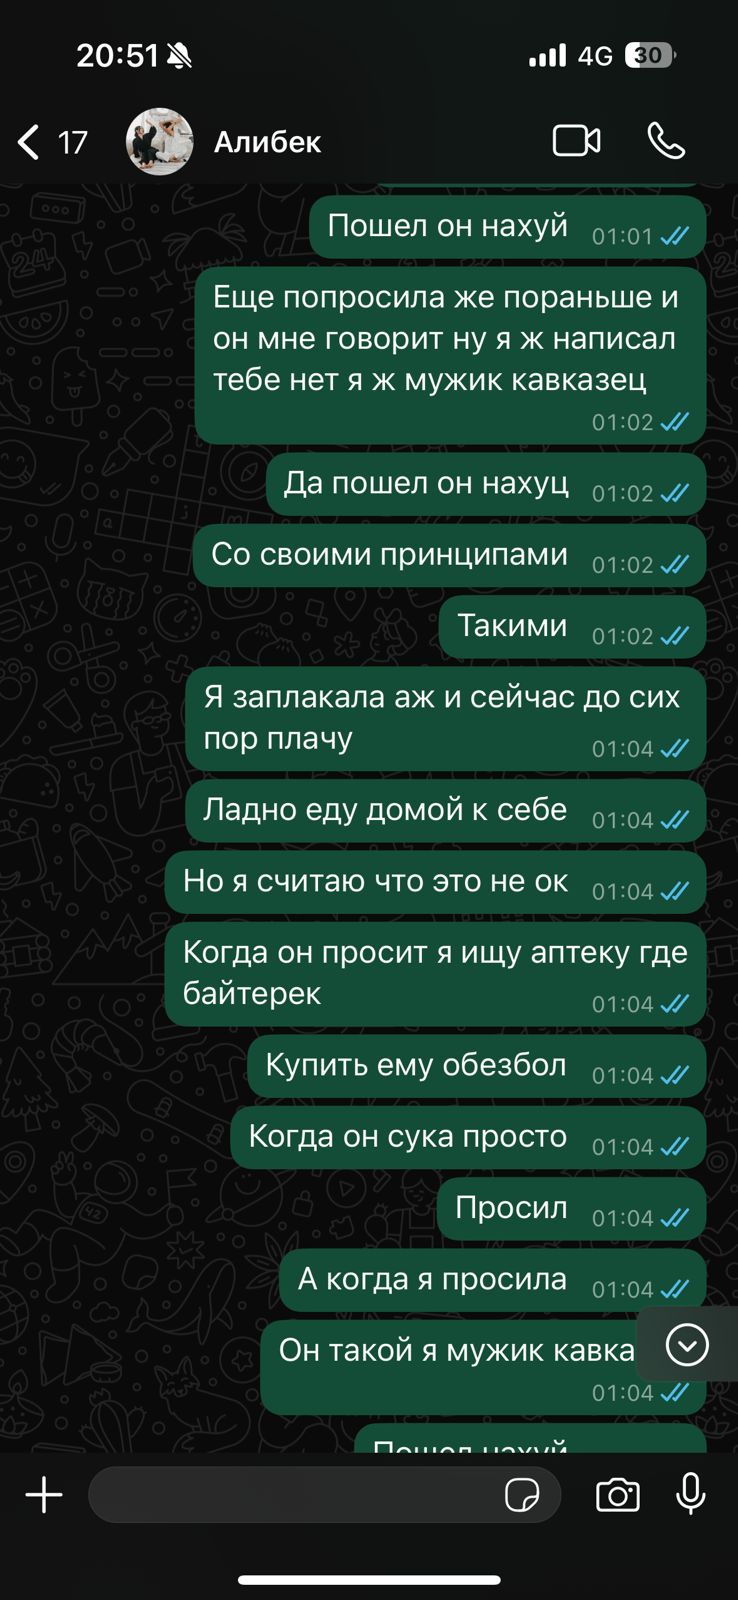 20:51
4G
30
17
Алибек
Пошел он нахуй
01:01
Еще попросила же пораньше и
он мне говорит ну я ж написал
тебе нет я ж мужик кавказец
01:02
Да пошел он нахуц
01:02
Со своими принципами
01:02
Такими
01:02
Я заплакала аж и сейчас до сих
пор плачу
01:04
Ладно еду домой к себе
01:04
Но я считаю что это не ок
01:04
Когда он просит я ищу аптеку где
байтерек
01:04
Купить ему обезбол
01:04
Когда он сука просто
01:04
Просил
01:04
А когда я просила
01:04
Он такой я мужик кавка
01:04
Пошел нахуй